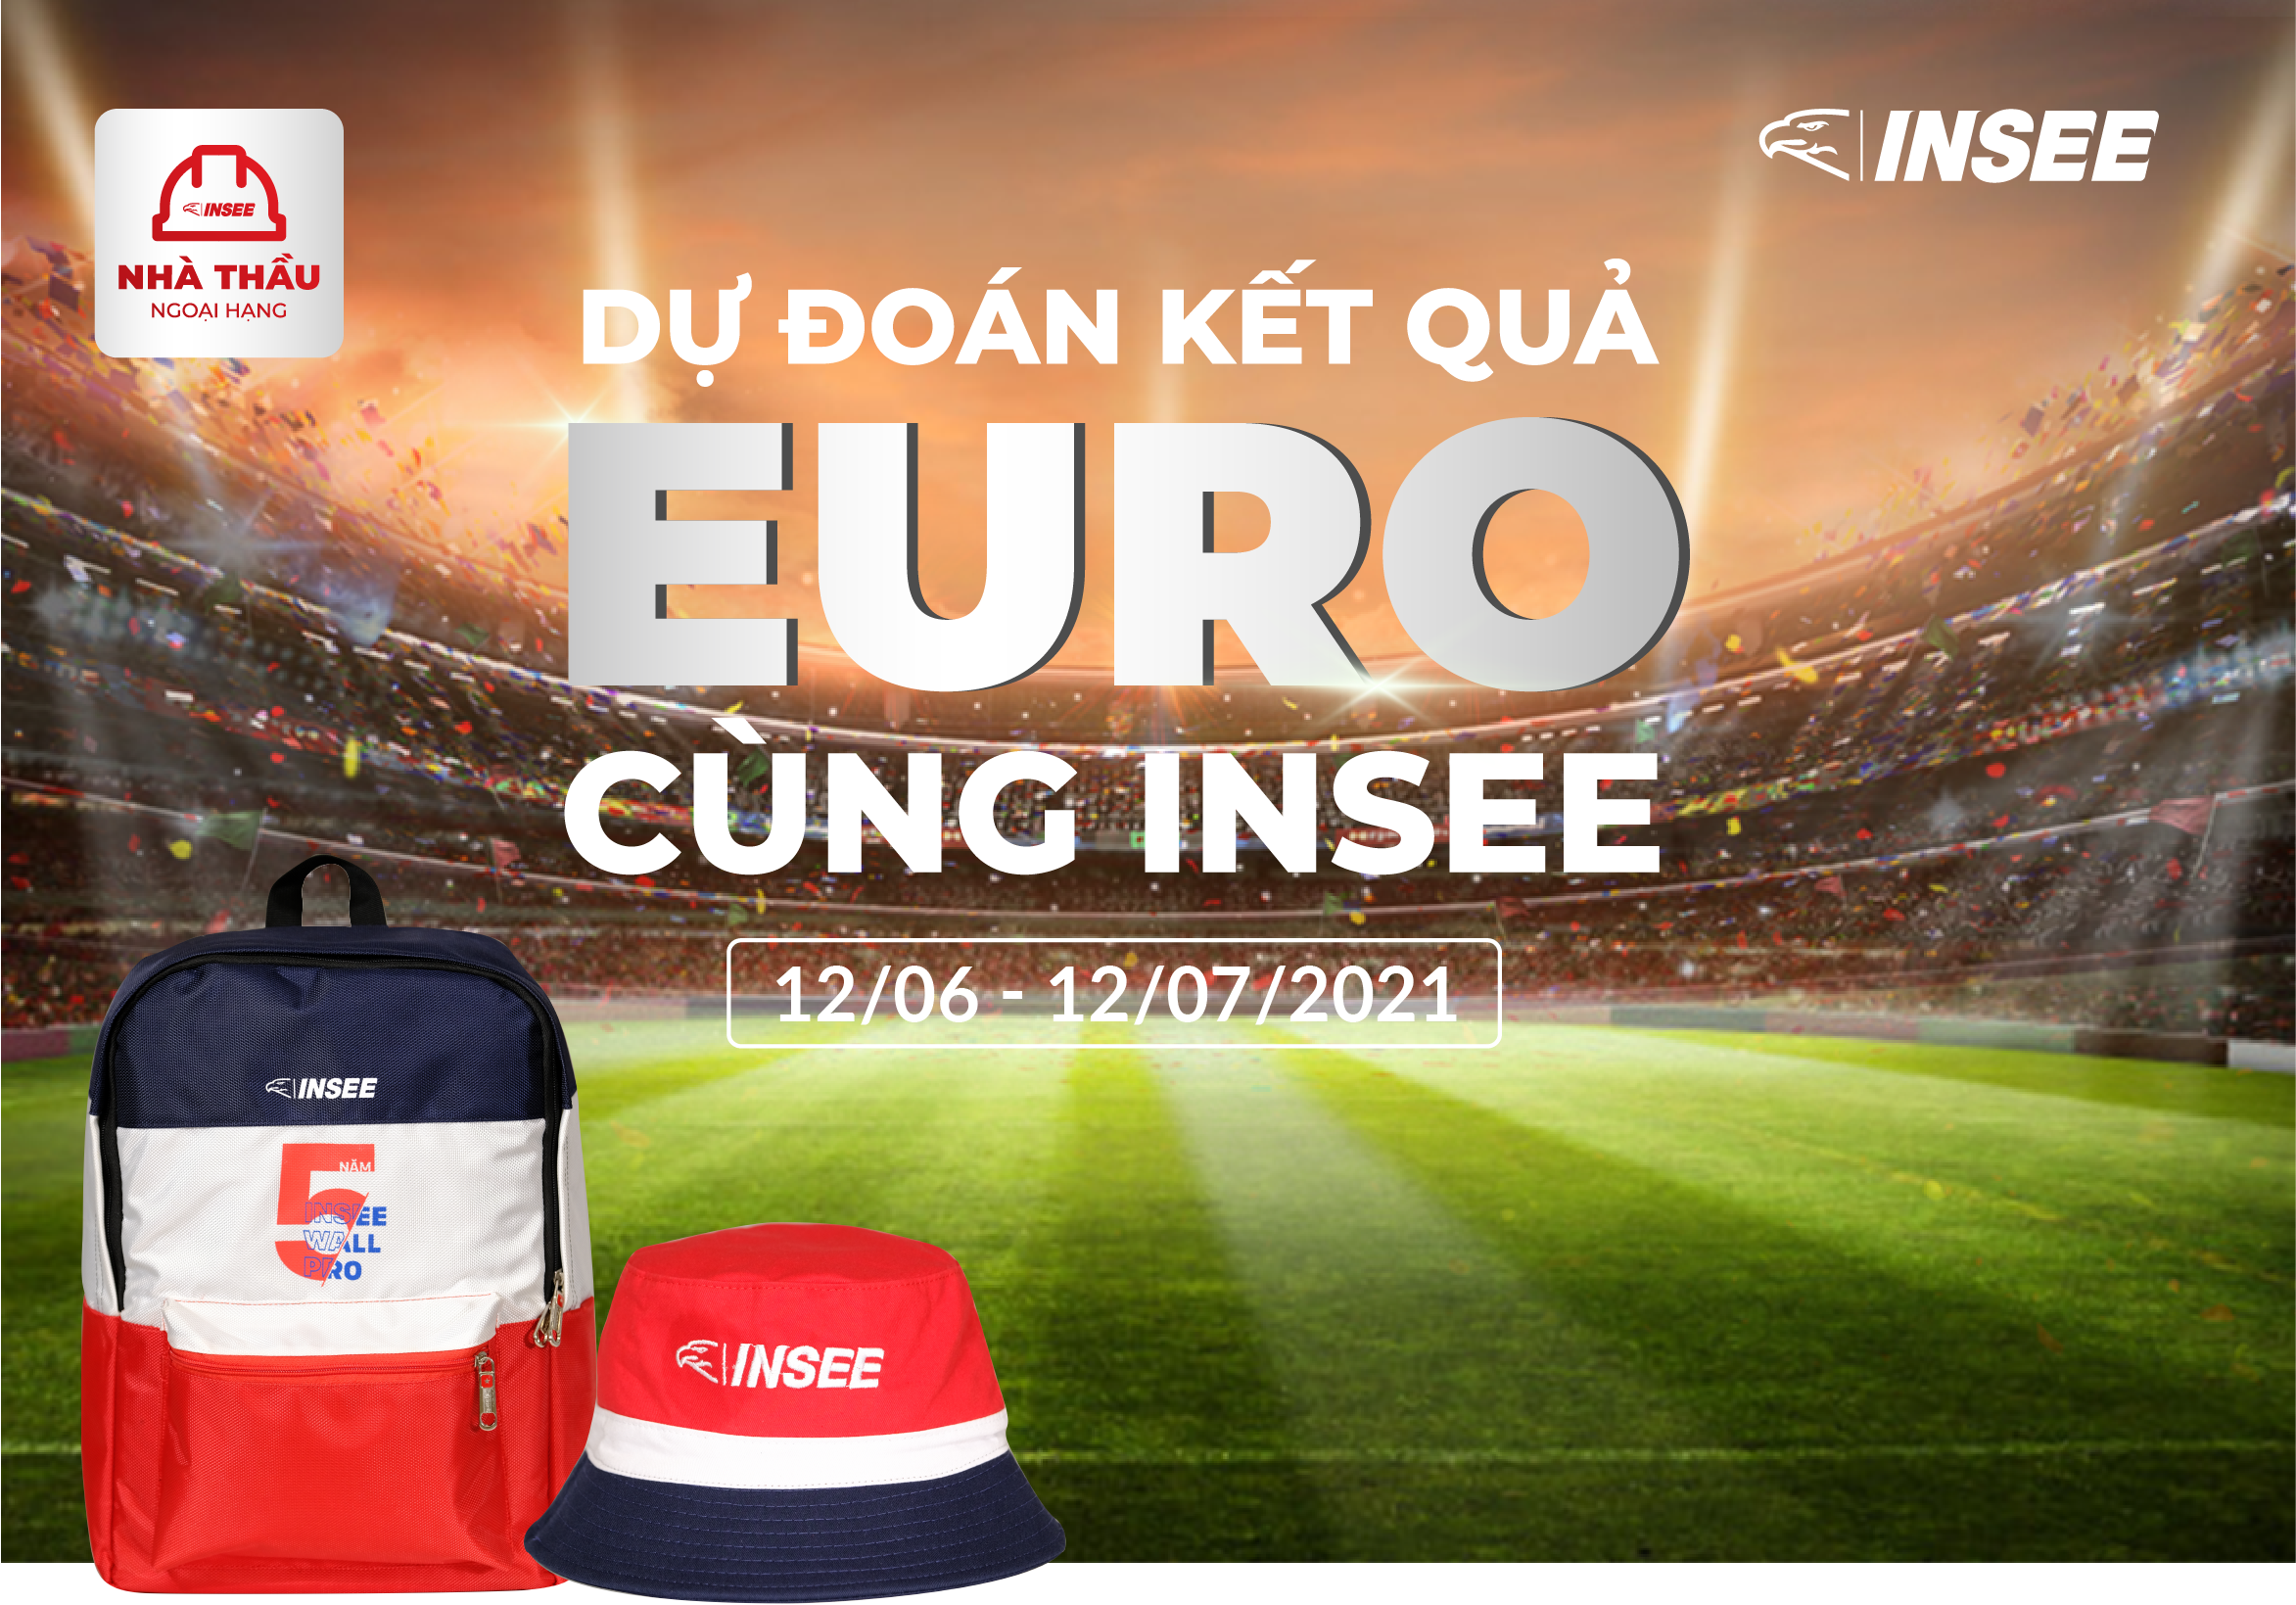 INSEE
NHÀ THẦU
NGOẠI HẠNG
INSEE
DỰ ĐOÁN KẾT QUẢ
EURO
CÙNG INSEE
12/06 - 12/07/2021
INSEE
5 NĂM
INSEE
WALL
PRO
INSEE